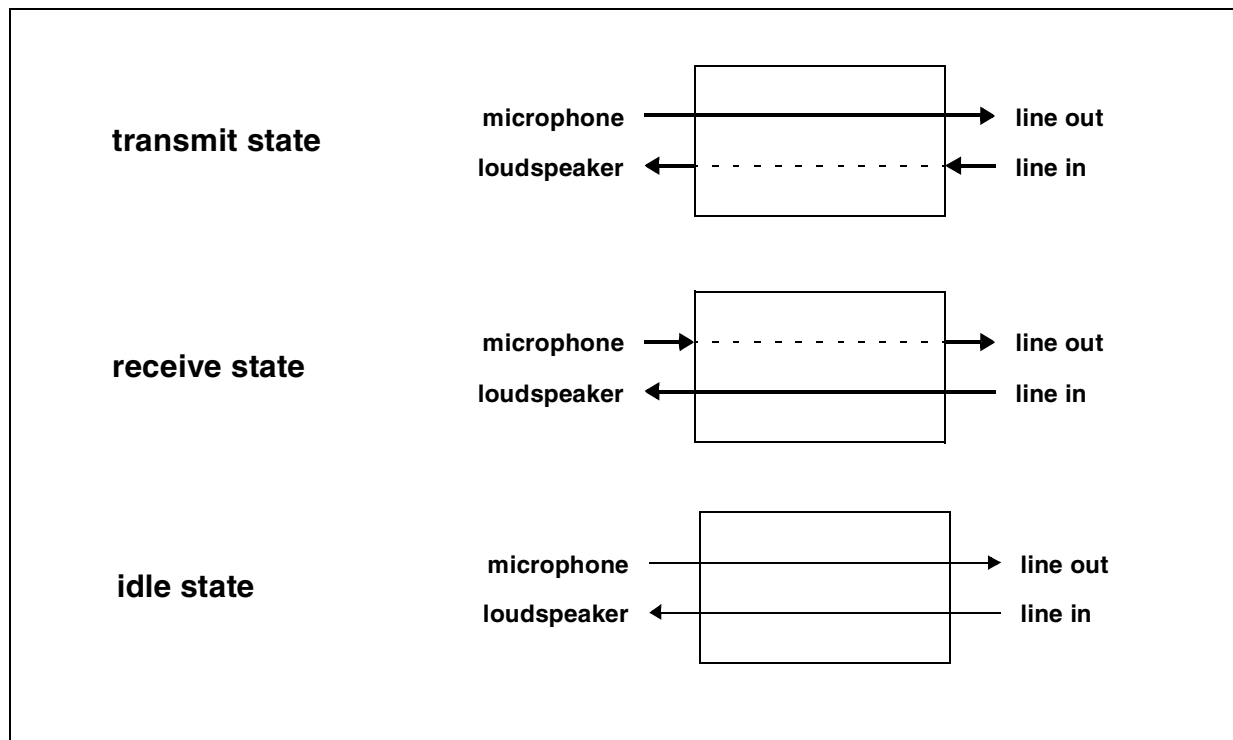 transmit state
microphone
line out
loudspeaker
line in
receive state
microphone
line out
loudspeaker
line in
idle state
microphone
line out
loudspeaker
line in